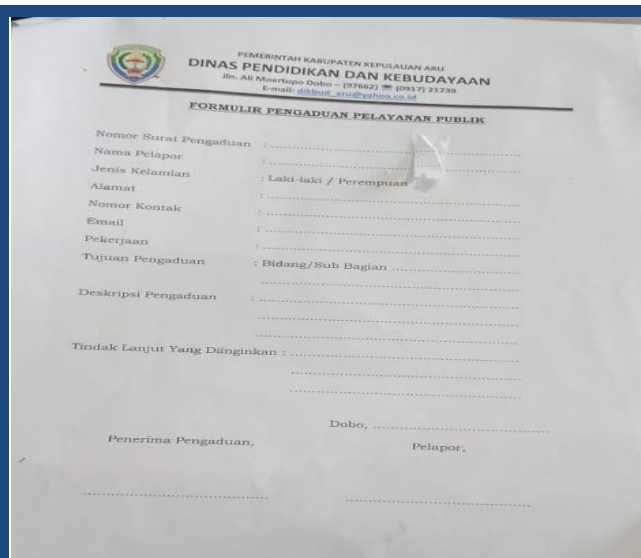 PEMERINTAH KABUPATEN KEPULAUAN ARU
DINAS PENDIDIKAN DAN KEBUDAYAAN
Jln. Ali Moertopo Dobo – (97662) ☏ (0917) 21739
E-mail: dikbud_aru@yahoo.co.id
FORMULIR PENGADUAN PELAYANAN PUBLIK
Nomor Surat Pengaduan : ..................
Nama Pelapor : ..................
Jenis Kelamian : Laki-laki / Perempuan
Alamat : ..................
Nomor Kontak : ..................
Email : ..................
Pekerjaan : ..................
Tujuan Pengaduan : Bidang/Sub Bagian ..................
..................
Deskripsi Pengaduan : ..................
..................
..................
Tindak Lanjut Yang Diinginkan : ..................
..................
..................
Dobo, ..................
Penerima Pengaduan, Pelapor,
.................. ..................